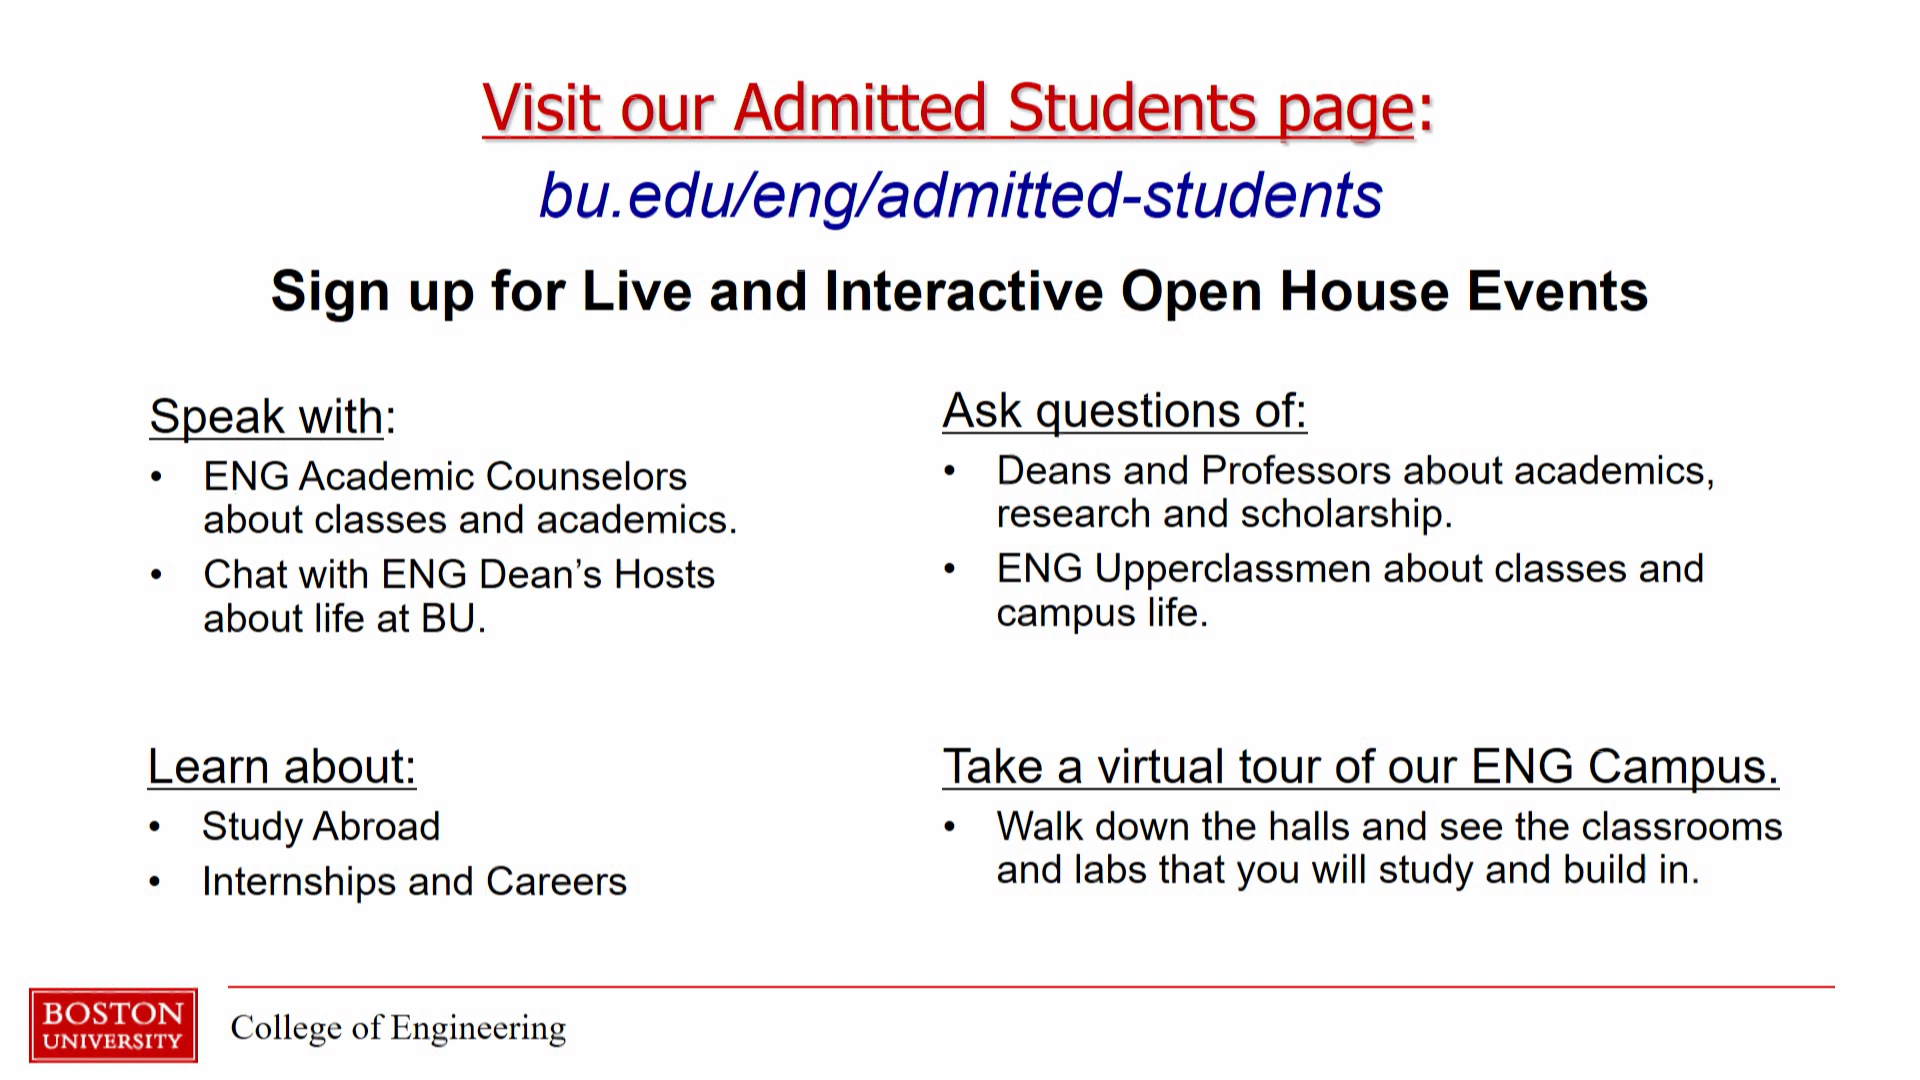 Visit our Admitted Students page:
bu.edu/eng/admitted-students
Sign up for Live and Interactive Open House Events
Speak with:
• ENG Academic Counselors
about classes and academics.
• Chat with ENG Dean’s Hosts
about life at BU.
Ask questions of:
• Deans and Professors about academics,
research and scholarship.
• ENG Upperclassmen about classes and
campus life.
Learn about:
• Study Abroad
• Internships and Careers
Take a virtual tour of our ENG Campus.
• Walk down the halls and see the classrooms
and labs that you will study and build in.
BOSTON
UNIVERSITY
College of Engineering